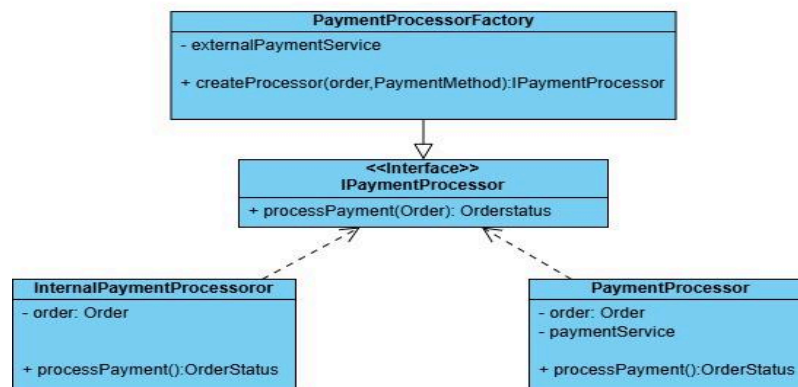 PaymentProcessorFactory
- externalPaymentService
+ createProcessor(order,PaymentMethod):IPaymentProcessor
<<Interface>>
IPaymentProcessor
+ processPayment(Order): Orderstatus
InternalPaymentProcessoror
- order: Order
+ processPayment():OrderStatus
PaymentProcessor
- order: Order
- paymentService
+ processPayment():OrderStatus